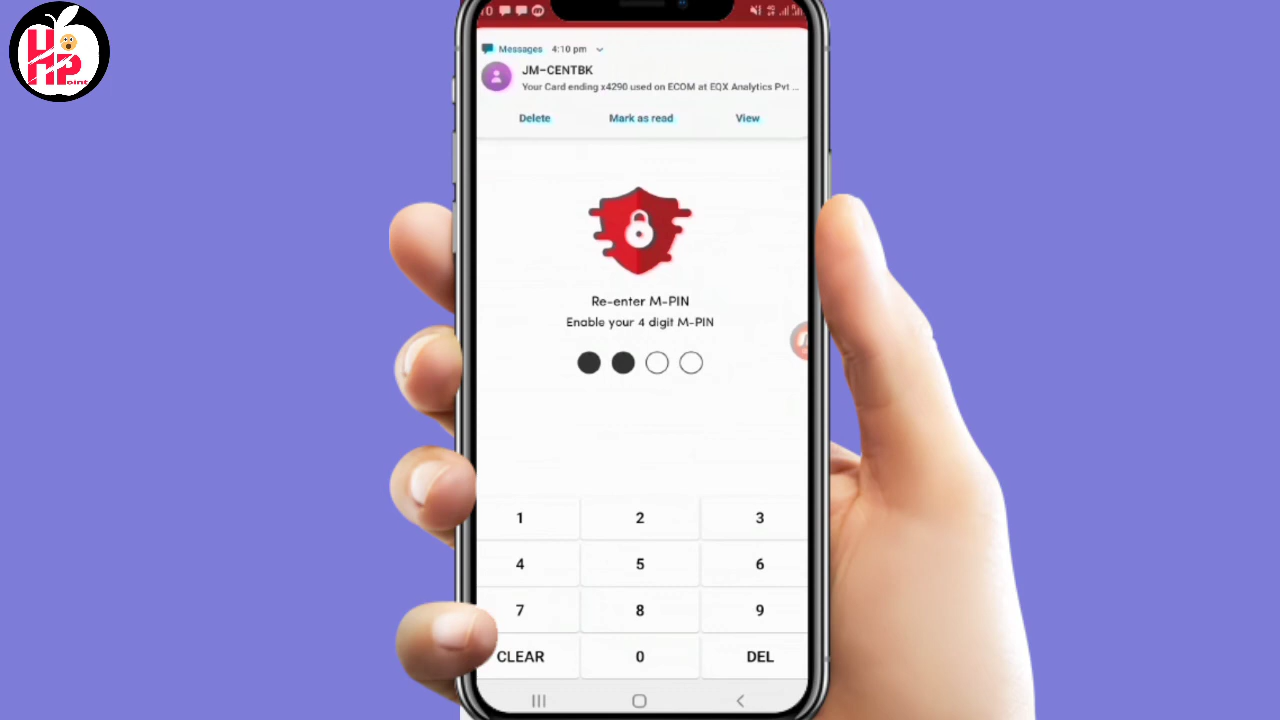 HHPoint
Messages 4:10 pm
JM-CENTBK
Your Card ending x4290 used on ECOM at EQX Analytics Pvt ...
Delete Mark as read View
Re-enter M-PIN
Enable your 4 digit M-PIN
1 2 3
4 5 6
7 8 9
CLEAR 0 DEL